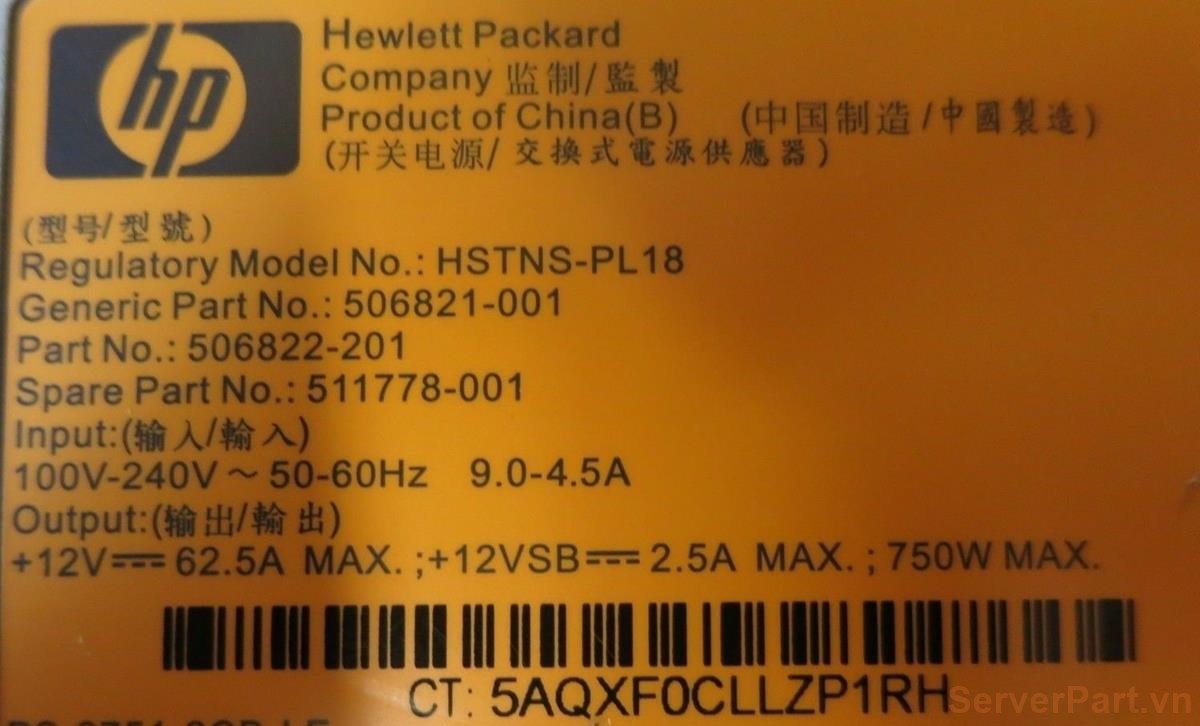 hp
Hewlett Packard
Company 监制/監製
Product of China(B) (中国制造/中國製造)
(开关电源/交換式電源供應器)
(型号/型號)
Regulatory Model No.: HSTNS-PL18
Generic Part No.: 506821-001
Part No.: 506822-201
Spare Part No.: 511778-001
Input:(输入/輸入)
100V-240V ～ 50-60Hz 9.0-4.5A
Output:(输出/輸出)
+12V⎓ 62.5A MAX. ;+12VSB⎓ 2.5A MAX. ; 750W MAX.
CT: 5AQXF0CLLZP1RH
ServerPart.vn